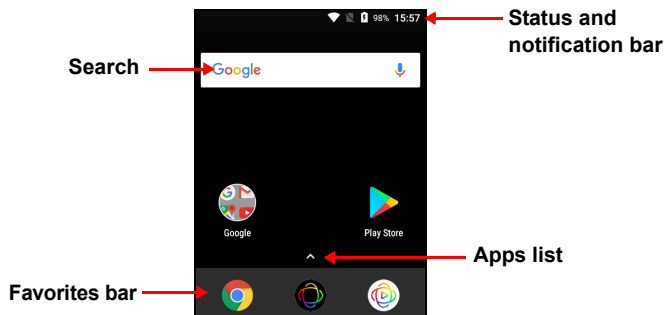 98% 15:57
Status and
notification bar
Search
Google
Google
Play Store
Apps list
Favorites bar